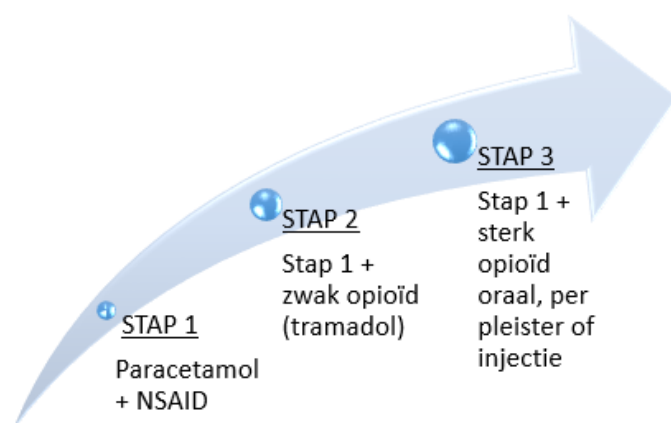 STAP 1
Paracetamol
+ NSAID
STAP 2
Stap 1 +
zwak opioïd
(tramadol)
STAP 3
Stap 1 +
sterk
opioïd
oraal, per
pleister of
injectie